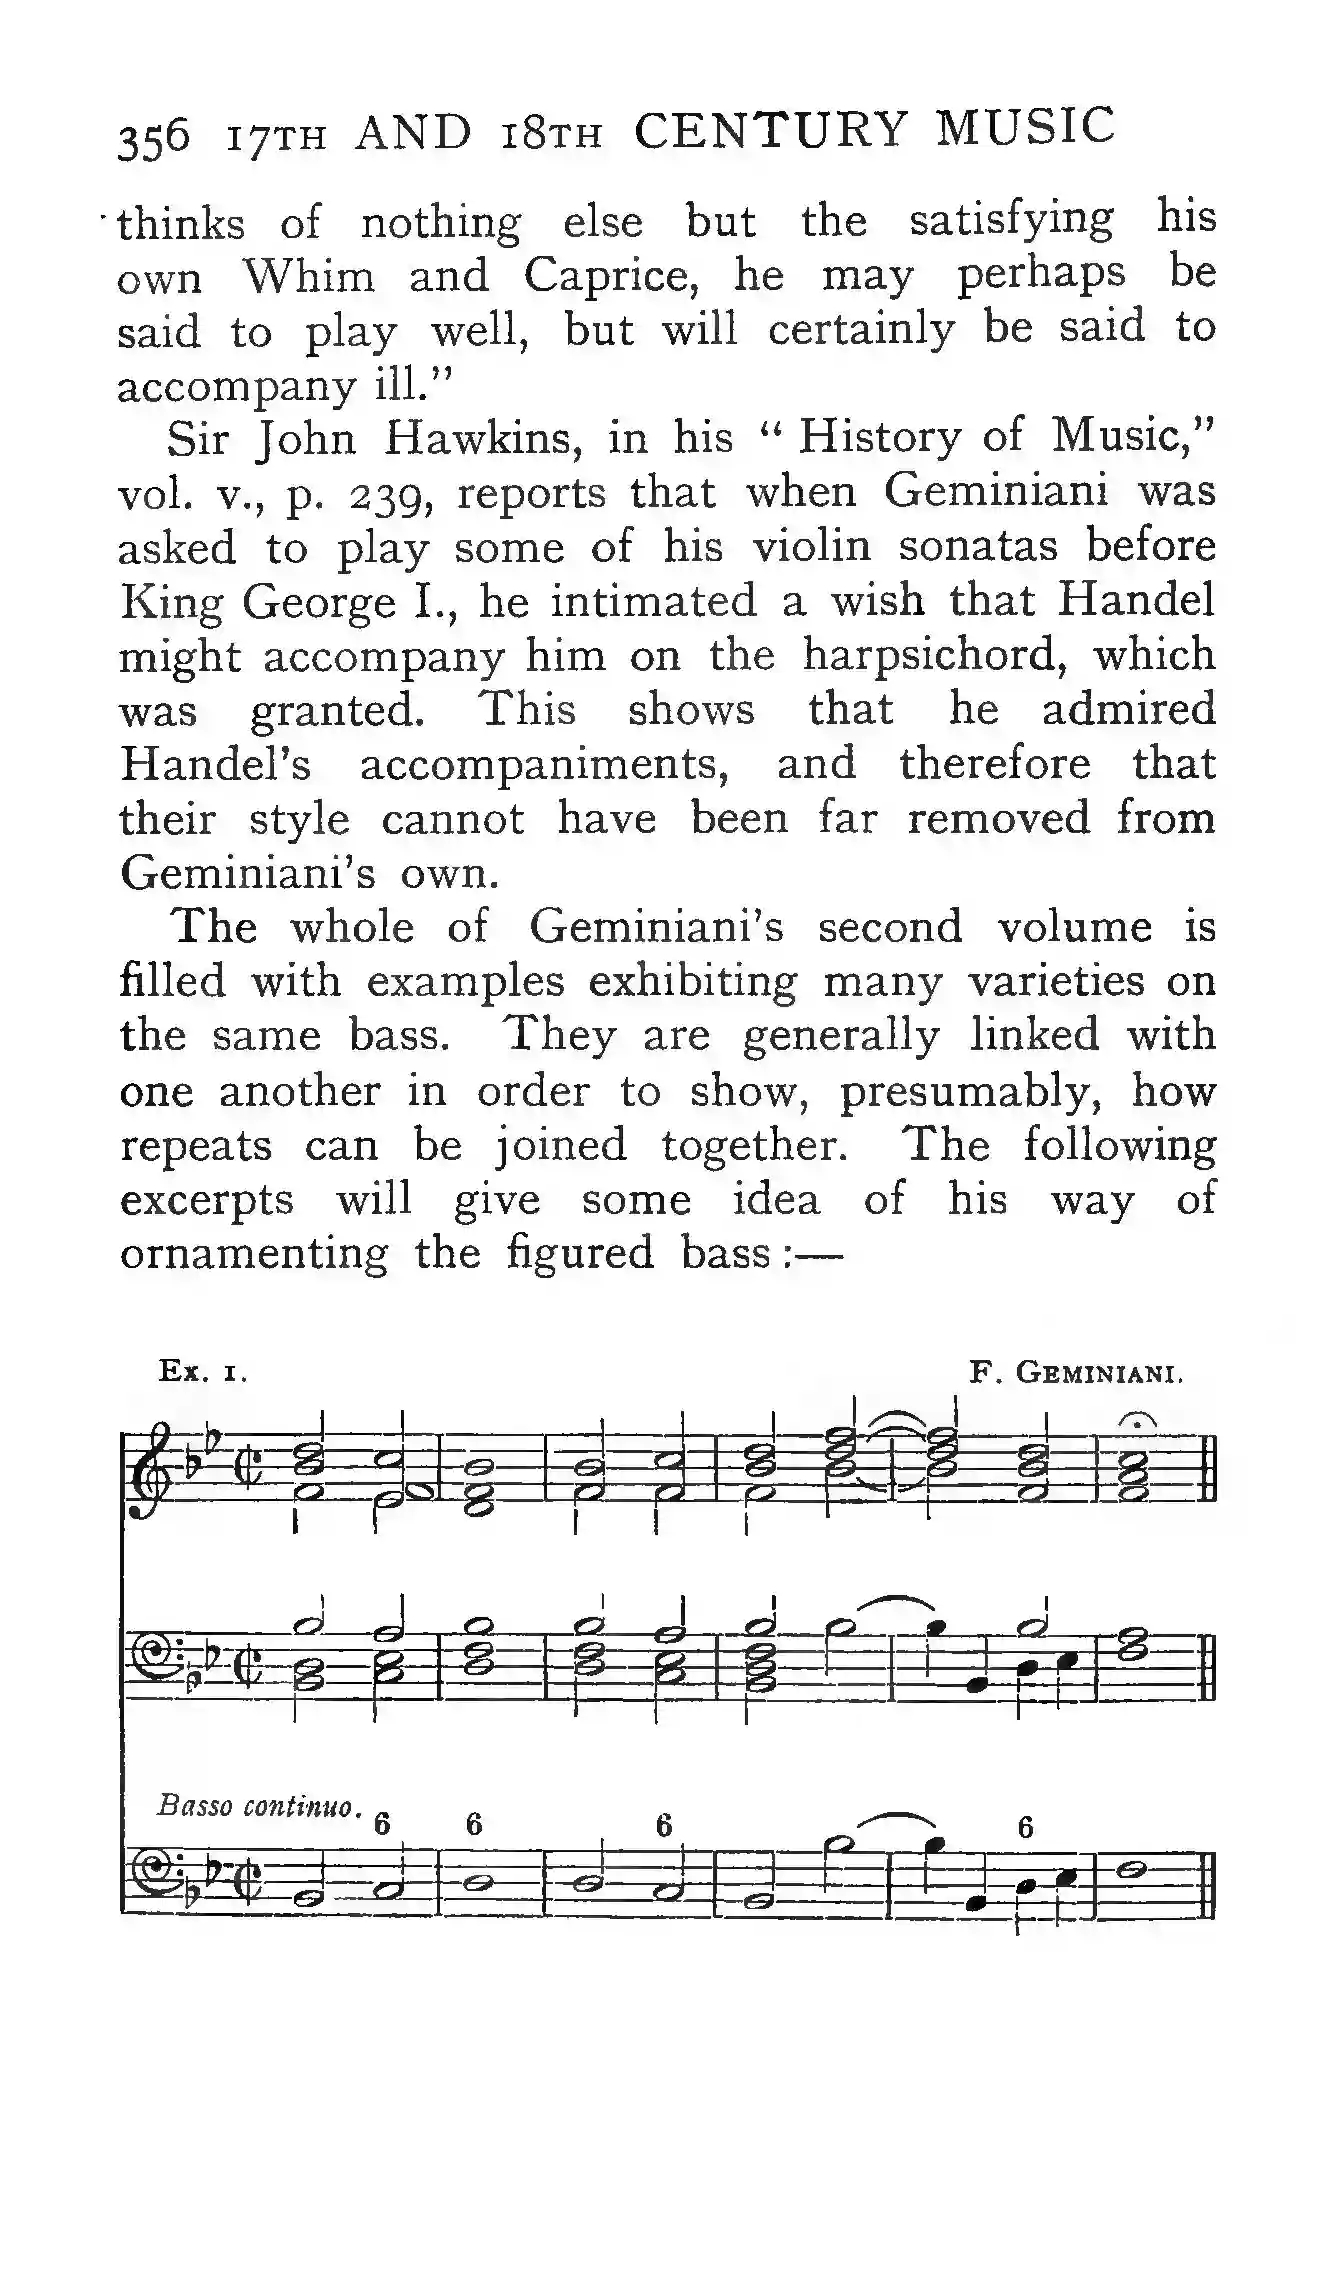 356 17TH AND 18TH CENTURY MUSIC
thinks of nothing else but the satisfying his
own Whim and Caprice, he may perhaps be
said to play well, but will certainly be said to
accompany ill.”
Sir John Hawkins, in his “ History of Music,”
vol. v., p. 239, reports that when Geminiani was
asked to play some of his violin sonatas before
King George I., he intimated a wish that Handel
might accompany him on the harpsichord, which
was granted. This shows that he admired
Handel’s accompaniments, and therefore that
their style cannot have been far removed from
Geminiani’s own.
The whole of Geminiani’s second volume is
filled with examples exhibiting many varieties on
the same bass. They are generally linked with
one another in order to show, presumably, how
repeats can be joined together. The following
excerpts will give some idea of his way of
ornamenting the figured bass :—
Ex. 1. F. GEMINIANI.
Basso continuo. 6 6 6 6